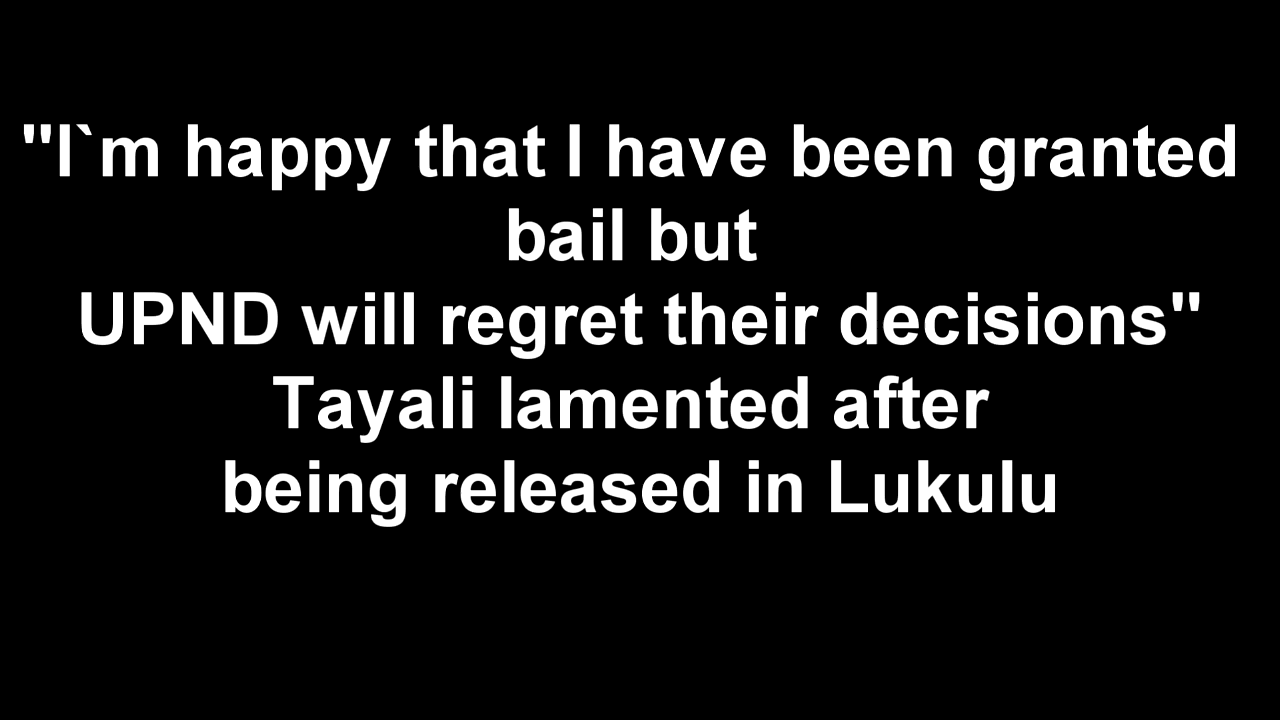 "I`m happy that I have been granted
bail but
UPND will regret their decisions"
Tayali lamented after
being released in Lukulu